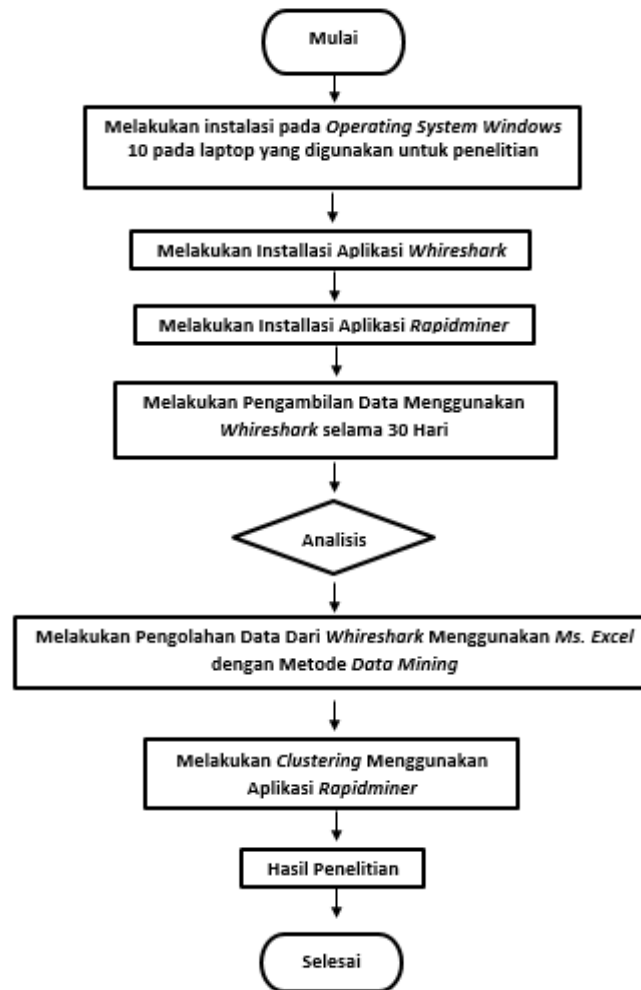 Mulai
Melakukan instalasi pada Operating System Windows
10 pada laptop yang digunakan untuk penelitian
Melakukan Installasi Aplikasi Whireshark
Melakukan Installasi Aplikasi Rapidminer
Melakukan Pengambilan Data Menggunakan
Whireshark selama 30 Hari
Analisis
Melakukan Pengolahan Data Dari Whireshark Menggunakan Ms. Excel
dengan Metode Data Mining
Melakukan Clustering Menggunakan
Aplikasi Rapidminer
Hasil Penelitian
Selesai